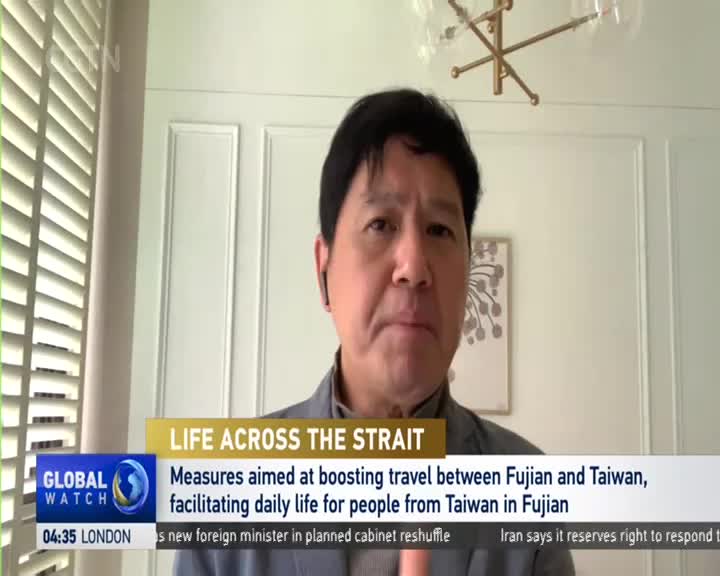 CGTN
LIFE ACROSS THE STRAIT
Measures aimed at boosting travel between Fujian and Taiwan,
facilitating daily life for people from Taiwan in Fujian
GLOBAL
WATCH
04:35 LONDON
as new foreign minister in planned cabinet reshuffle Iran says it reserves right to respond t